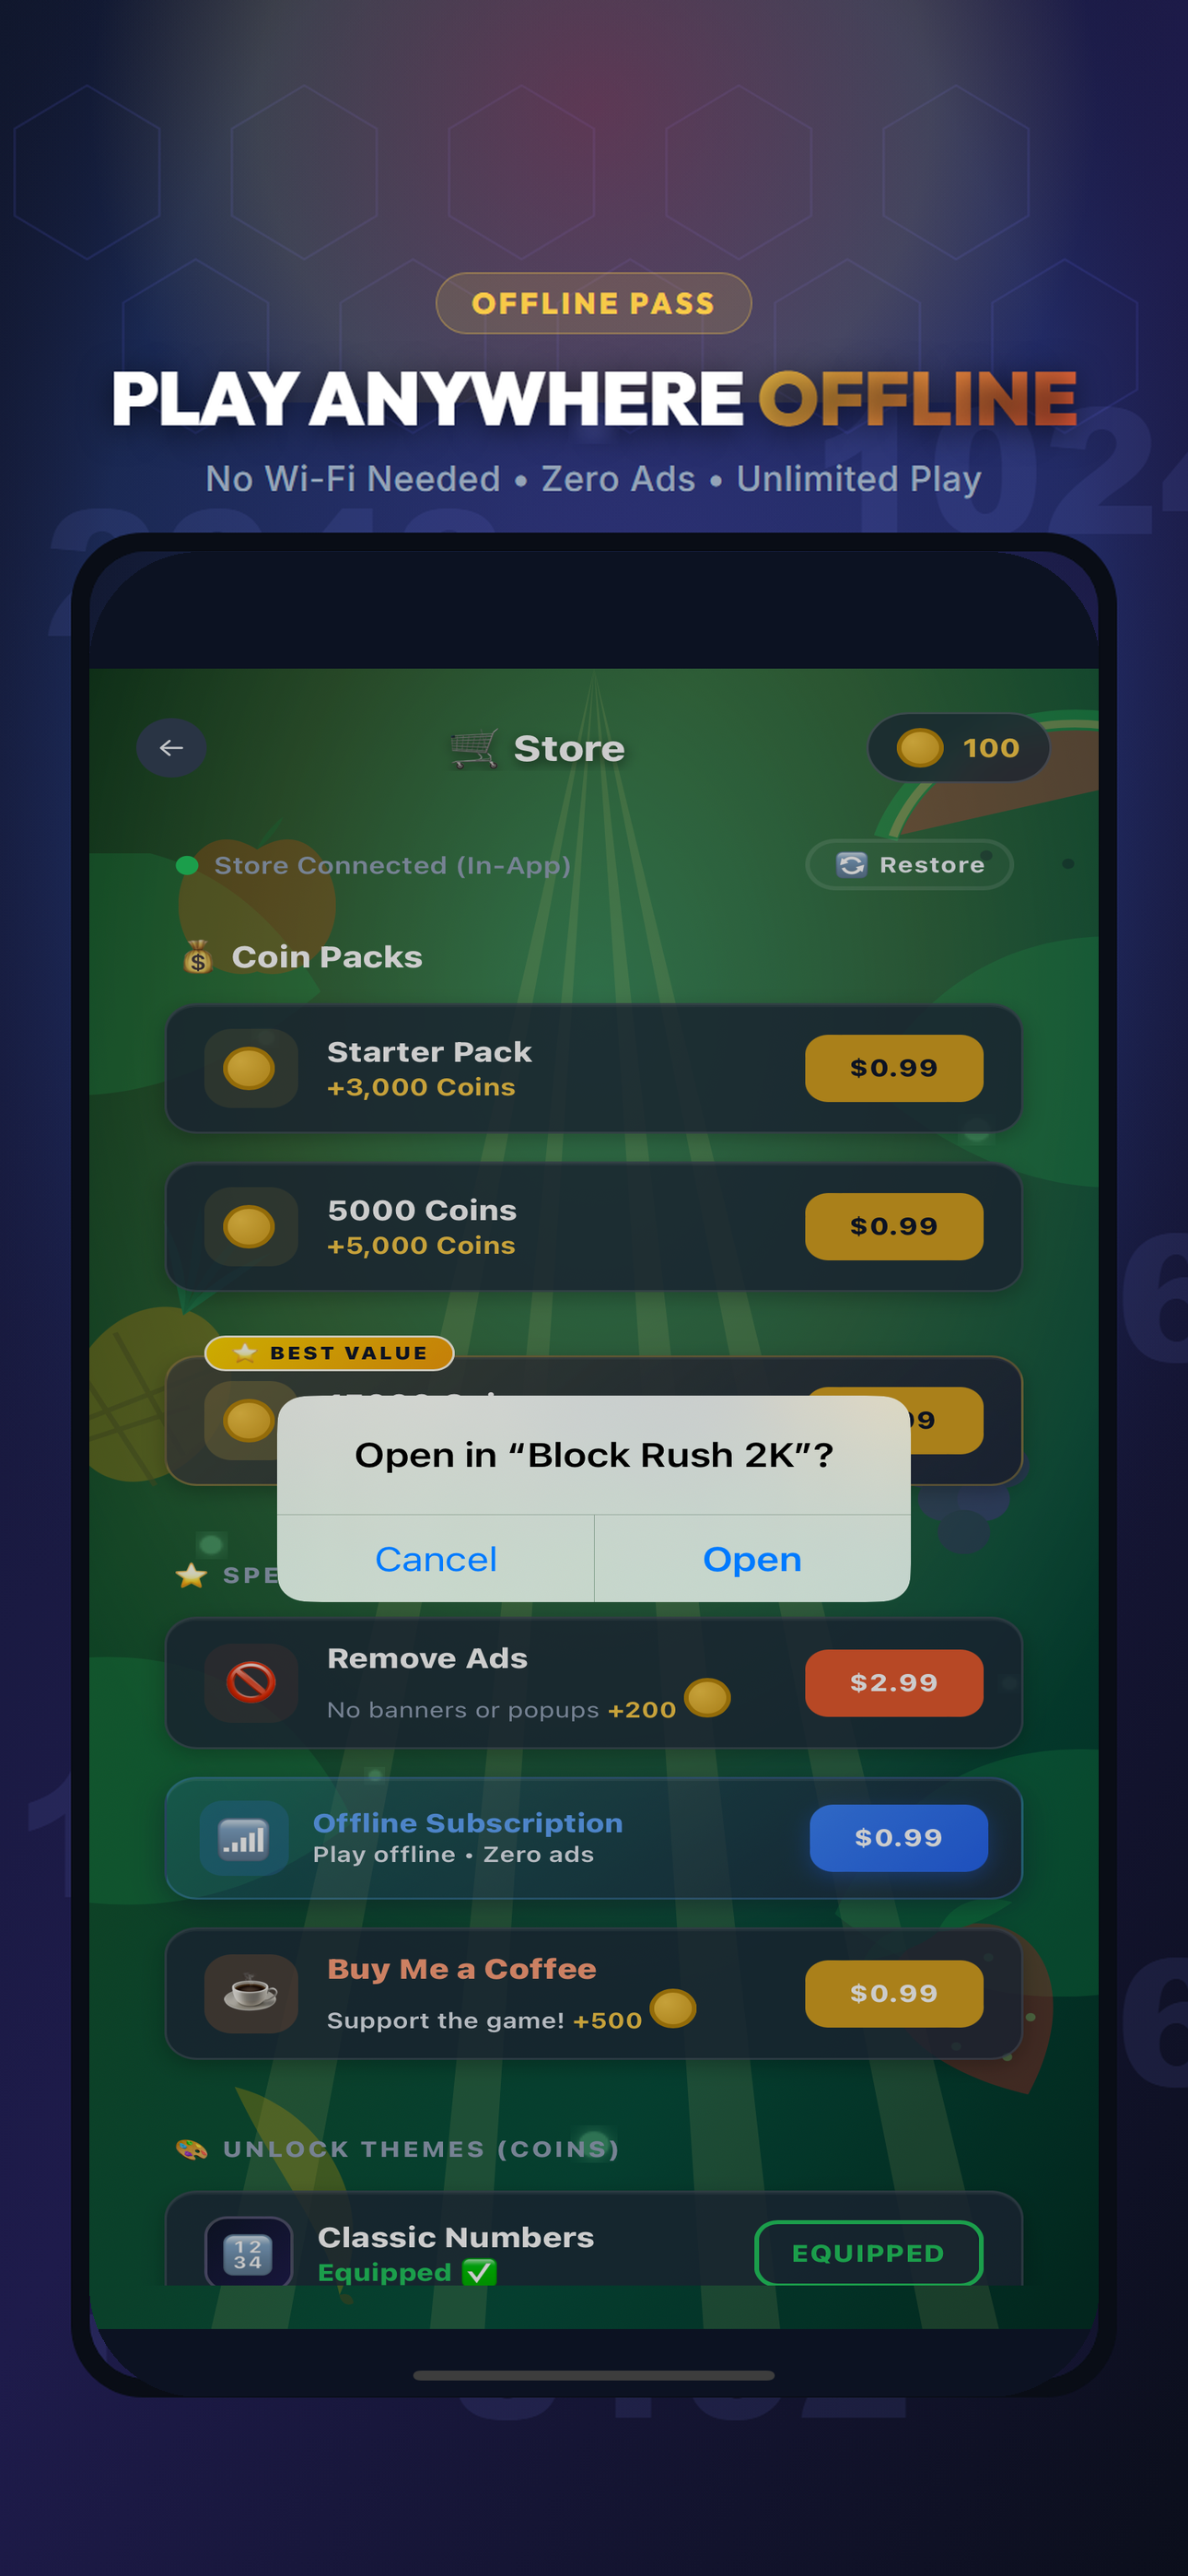 OFFLINE PASS
PLAY ANYWHERE OFFLINE
No Wi-Fi Needed • Zero Ads • Unlimited Play
1024
Store
100
Store Connected (In-App)
Restore
Coin Packs
Starter Pack
+3,000 Coins
$0.99
5000 Coins
+5,000 Coins
$0.99
BEST VALUE
Open in “Block Rush 2K”?
Cancel
Open
Remove Ads
No banners or popups +200
$2.99
Offline Subscription
Play offline • Zero ads
$0.99
Buy Me a Coffee
Support the game! +500
$0.99
UNLOCK THEMES (COINS)
12
34
Classic Numbers
Equipped
EQUIPPED